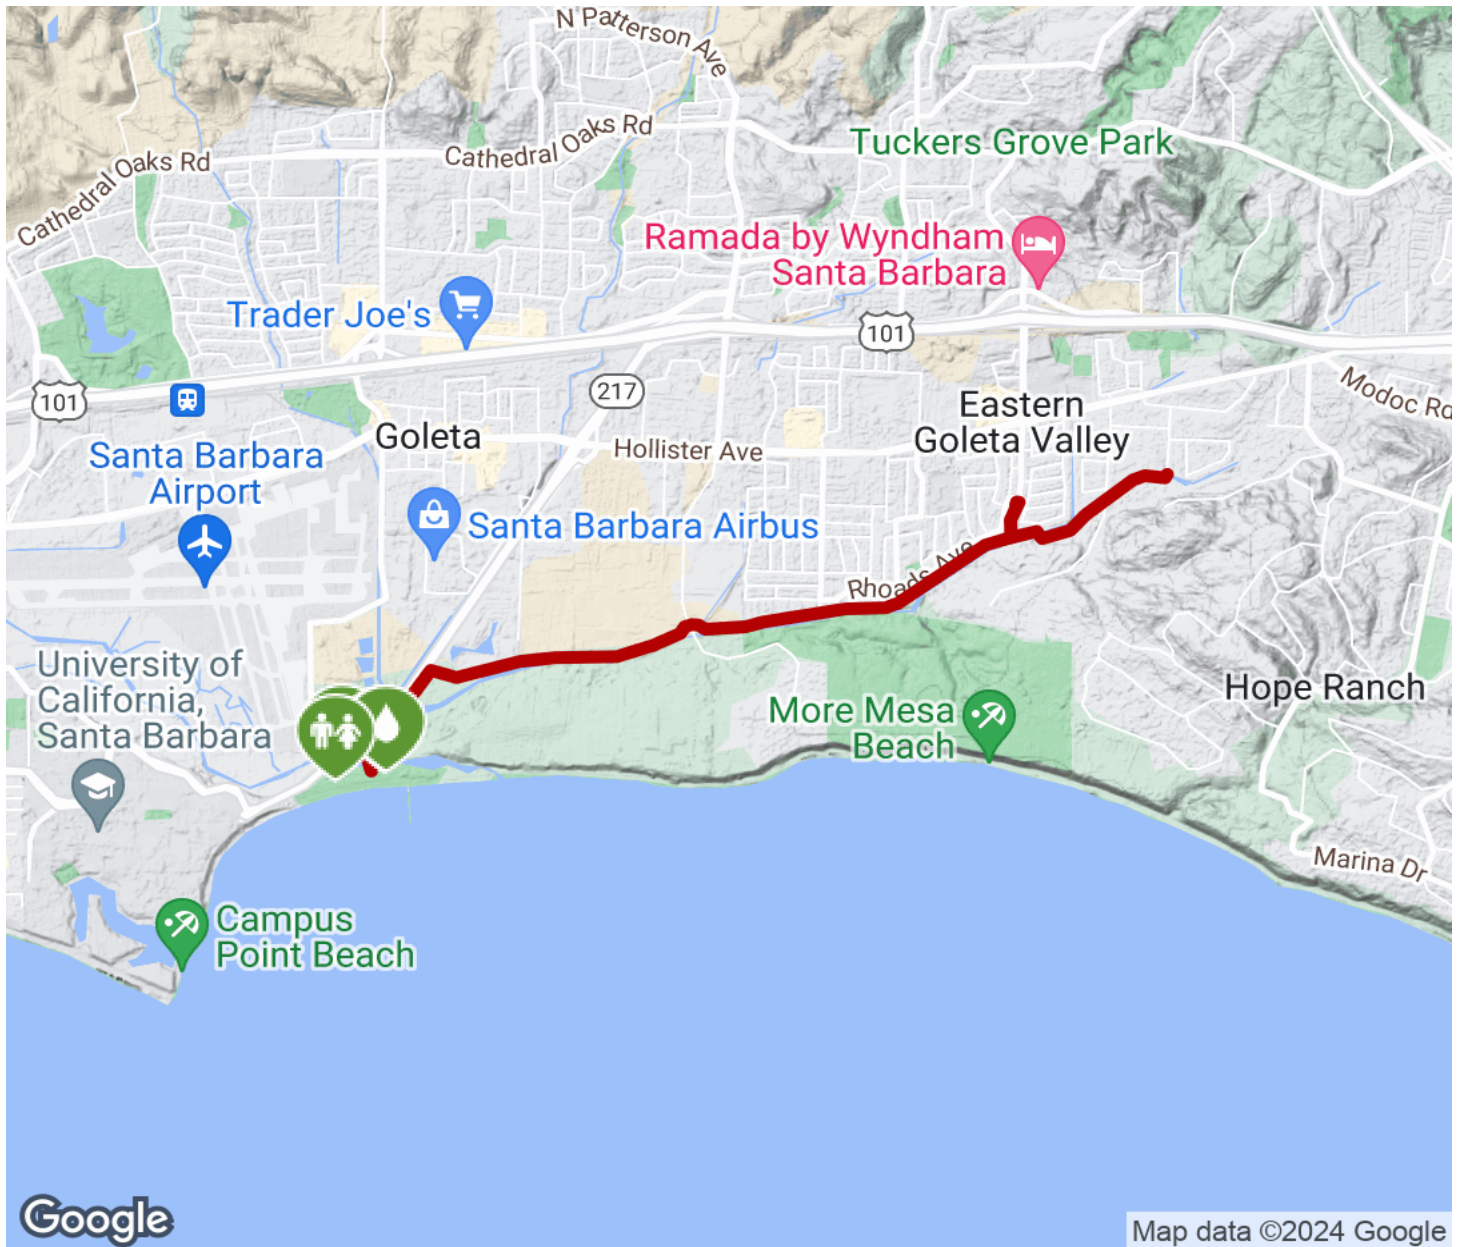 N Patterson Ave
Cathedral Oaks Rd
Tuckers Grove Park
Cathedral Oaks Rd
Ramada by Wyndham
Santa Barbara
Trader Joe's
101
217
101
Modoc Rd
Eastern
Goleta Valley
Goleta
Hollister Ave
Santa Barbara
Airport
Santa Barbara Airbus
Rhoads Ave
University of
California,
Santa Barbara
Hope Ranch
More Mesa
Beach
Marina Dr
Campus
Point Beach
Google
Map data ©2024 Google